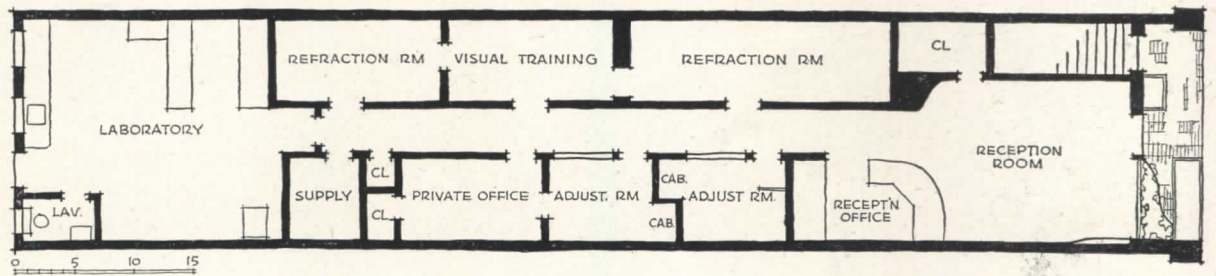 REFRACTION RM
VISUAL TRAINING
REFRACTION RM
CL
LABORATORY
RECEPTION
ROOM
CL
SUPPLY
CL
PRIVATE OFFICE
ADJUST. RM
CAB.
CAB.
ADJUST RM.
RECEPT'N
OFFICE
LAV.
0 5 10 15